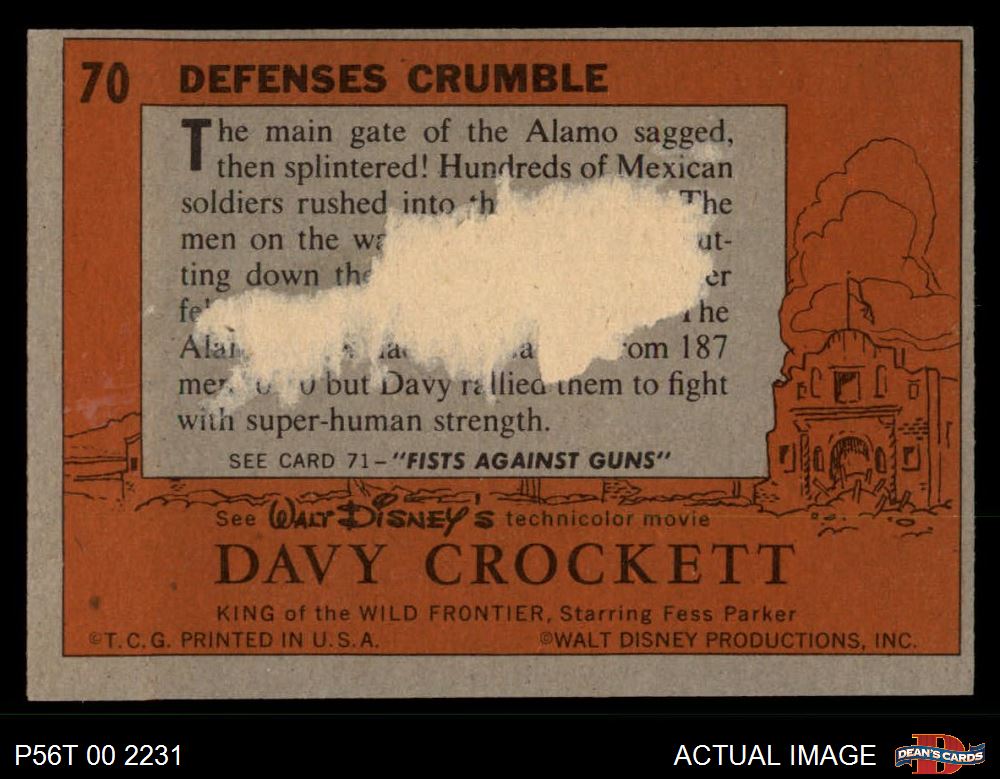 70 DEFENSES CRUMBLE
The main gate of the Alamo sagged,
then splintered! Hundreds of Mexican
soldiers rushed into The
men on the
ting down
The
187
but Davy rallied them to fight
with super-human strength.
SEE CARD 71-"FISTS AGAINST GUNS"
See WALT DISNEY'S technicolor movie
DAVY CROCKETT
KING of the WILD FRONTIER, Starring Fess Parker
©T.C.G. PRINTED IN U.S.A. ©WALT DISNEY PRODUCTIONS, INC.
P56T 00 2231 ACTUAL IMAGE DEAN'S CARDS